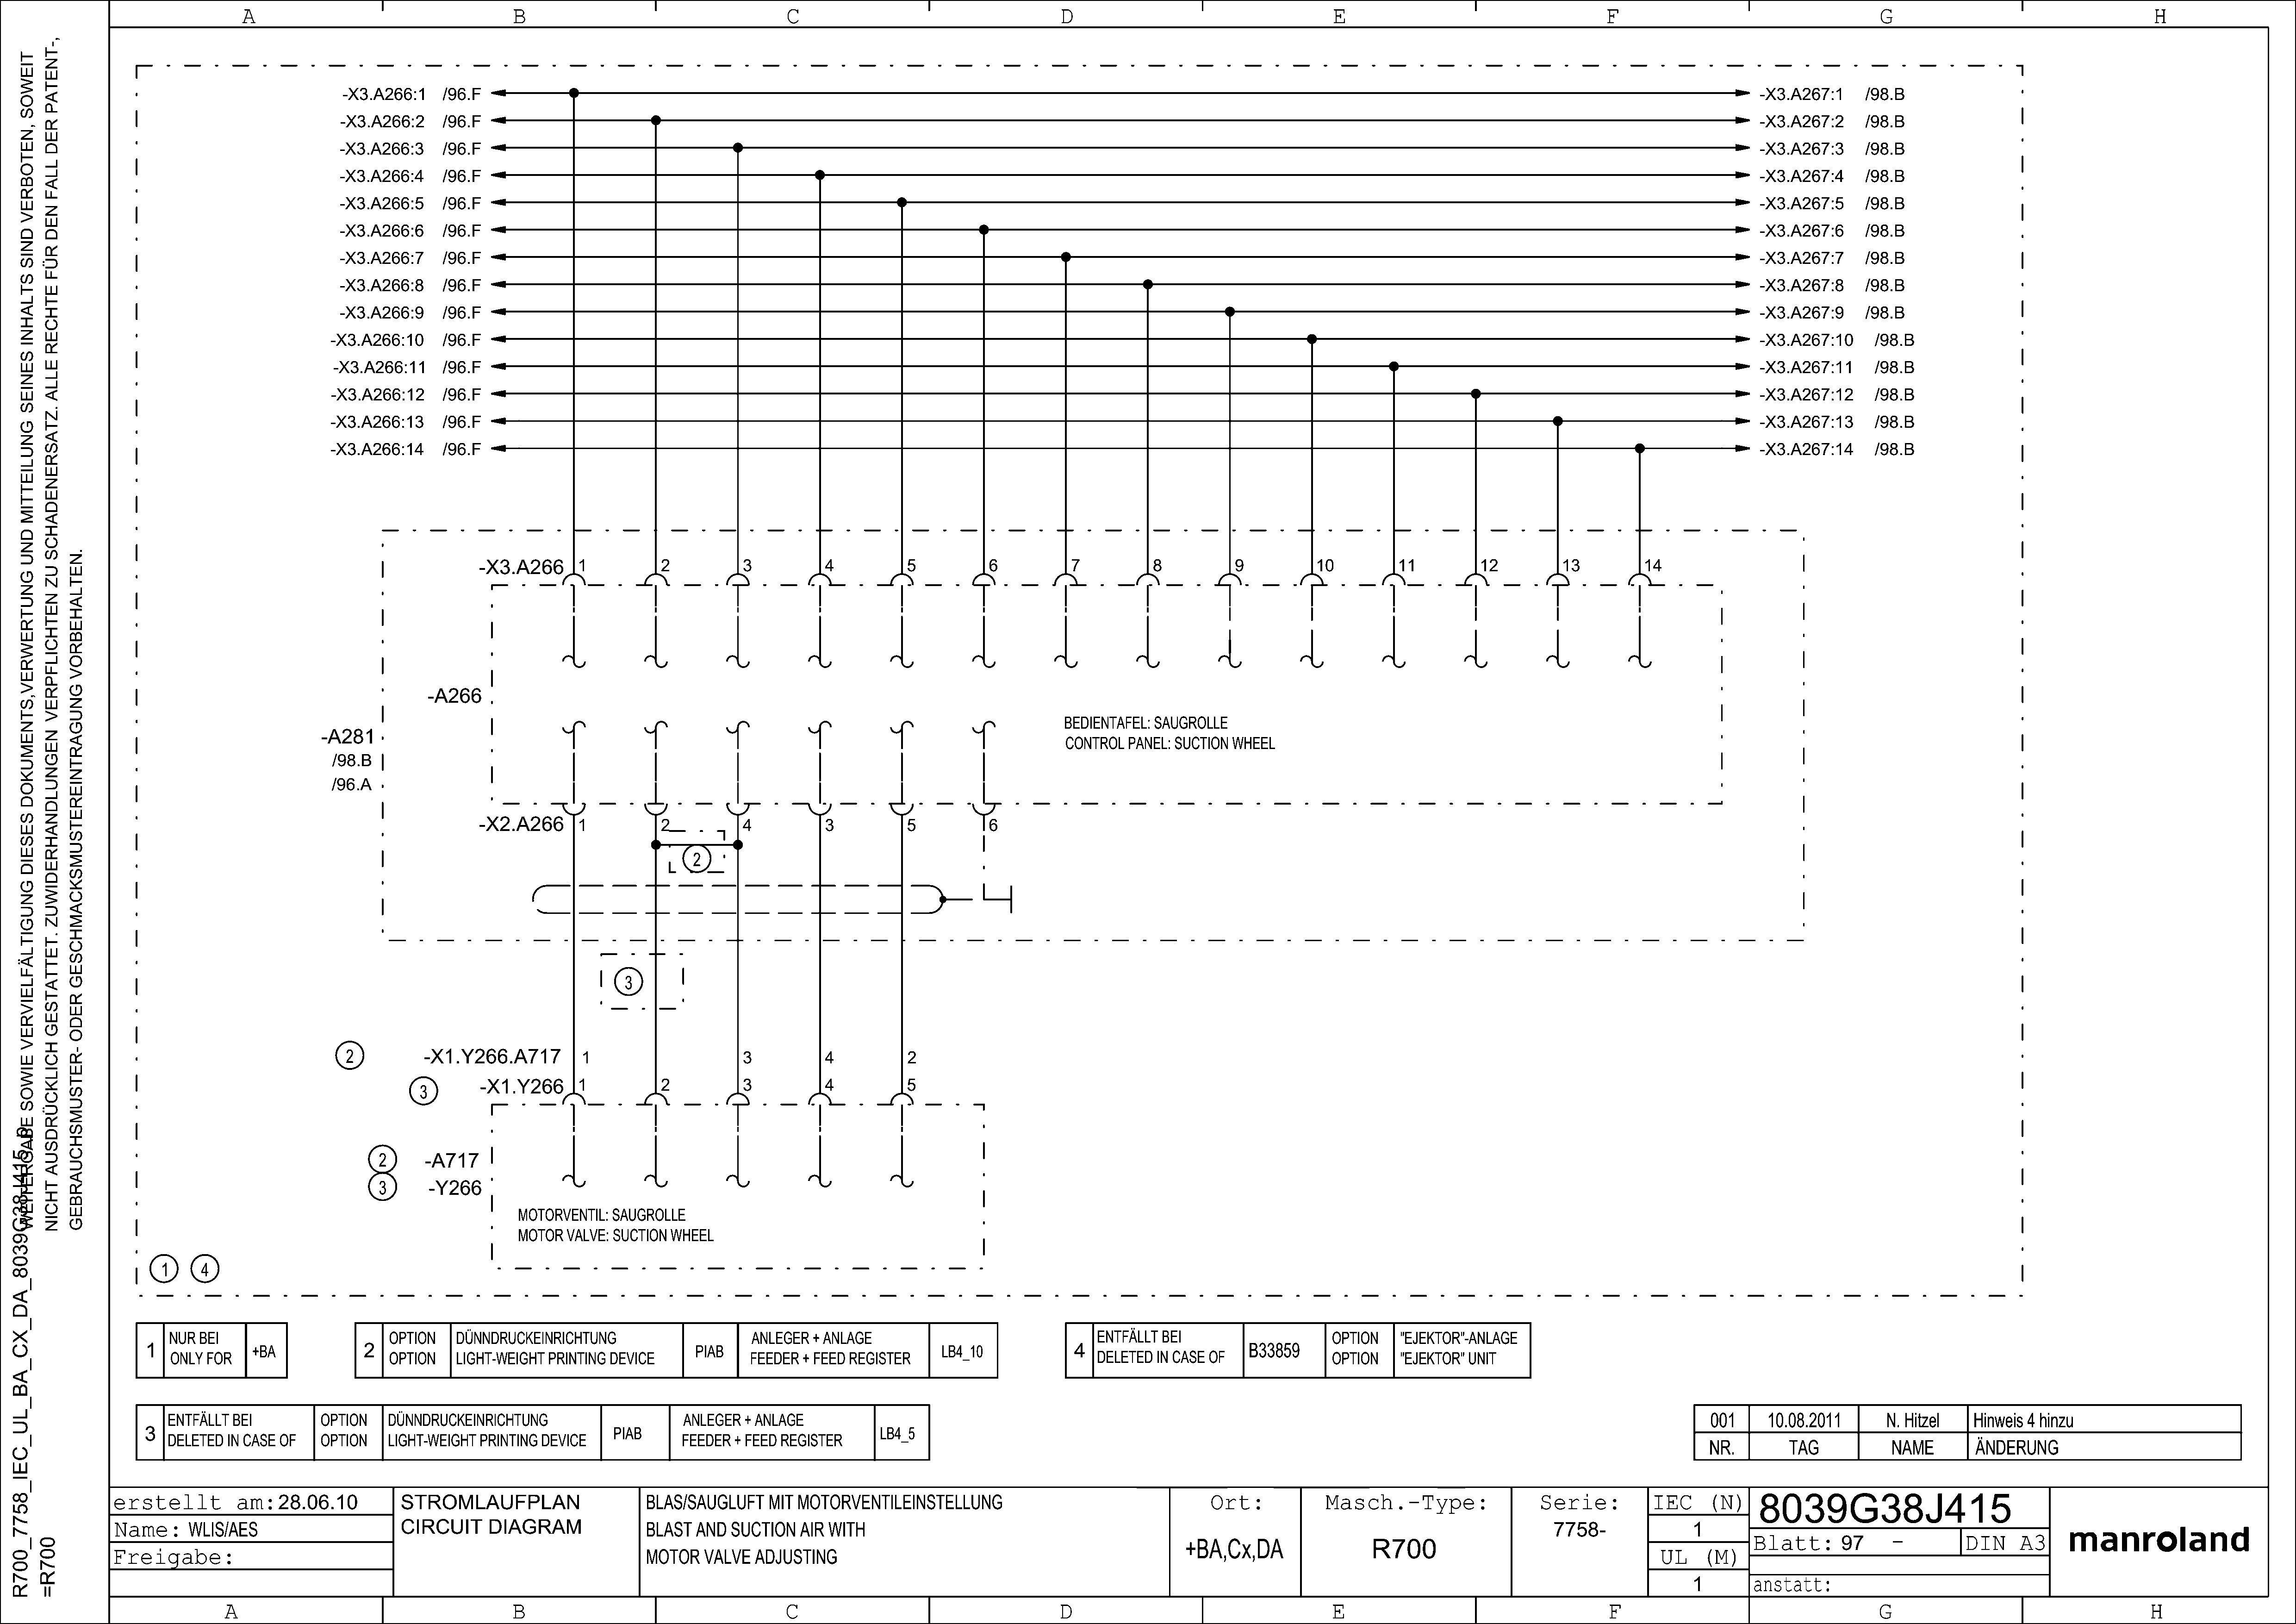 A B C D E F G H
-X3.A266:1 /96.F -X3.A267:1 /98.B
-X3.A266:2 /96.F -X3.A267:2 /98.B
-X3.A266:3 /96.F -X3.A267:3 /98.B
-X3.A266:4 /96.F -X3.A267:4 /98.B
-X3.A266:5 /96.F -X3.A267:5 /98.B
-X3.A266:6 /96.F -X3.A267:6 /98.B
-X3.A266:7 /96.F -X3.A267:7 /98.B
-X3.A266:8 /96.F -X3.A267:8 /98.B
-X3.A266:9 /96.F -X3.A267:9 /98.B
-X3.A266:10 /96.F -X3.A267:10 /98.B
-X3.A266:11 /96.F -X3.A267:11 /98.B
-X3.A266:12 /96.F -X3.A267:12 /98.B
-X3.A266:13 /96.F -X3.A267:13 /98.B
-X3.A266:14 /96.F -X3.A267:14 /98.B
-X3.A266 1 2 3 4 5 6 7 8 9 10 11 12 13 14
-A266
BEDIENTAFEL: SAUGROLLE
CONTROL PANEL: SUCTION WHEEL
-A281
/98.B
/96.A
-X2.A266 1 2 4 3 5 6
2
3
2 -X1.Y266.A717 1 3 4 2
3 -X1.Y266 1 2 3 4 5
2 -A717
3 -Y266
MOTORVENTIL: SAUGROLLE
MOTOR VALVE: SUCTION WHEEL
1 4
1 NUR BEI
ONLY FOR
+BA
2 OPTION DÜNNDRUCKEINRICHTUNG
OPTION LIGHT-WEIGHT PRINTING DEVICE
PIAB
ANLEGER + ANLAGE
FEEDER + FEED REGISTER
LB4_10
4 ENTFÄLLT BEI
DELETED IN CASE OF
B33859
OPTION "EJEKTOR"-ANLAGE
OPTION "EJEKTOR" UNIT
3 ENTFÄLLT BEI
DELETED IN CASE OF
OPTION DÜNNDRUCKEINRICHTUNG
OPTION LIGHT-WEIGHT PRINTING DEVICE
PIAB
ANLEGER + ANLAGE
FEEDER + FEED REGISTER
LB4_5
001 10.08.2011 N. Hitzel Hinweis 4 hinzu
NR. TAG NAME ÄNDERUNG
erstellt am: 28.06.10
Name: WLIS/AES
Freigabe:
STROMLAUFPLAN
CIRCUIT DIAGRAM
BLAS/SAUGLUFT MIT MOTORVENTILEINSTELLUNG
BLAST AND SUCTION AIR WITH
MOTOR VALVE ADJUSTING
Ort:
+BA,Cx,DA
Masch.-Type:
R700
Serie:
7758-
IEC (N)
1
UL (M)
1
8039G38J415
Blatt: 97 - DIN A3
anstatt:
manroland
A B C D E F G H
R700_7758_IEC_UL_BA_CX_DA_8039G38J415_p
=R700
WEITERGABE SOWIE VERVIELFÄLTIGUNG DIESES DOKUMENTS,VERWERTUNG UND MITTEILUNG SEINES INHALTS SIND VERBOTEN, SOWEIT
NICHT AUSDRÜCKLICH GESTATTET. ZUWIDERHANDLUNGEN VERPFLICHTEN ZU SCHADENERSATZ. ALLE RECHTE FÜR DEN FALL DER PATENT-,
GEBRAUCHSMUSTER- ODER GESCHMACKSMUSTEREINTRAGUNG VORBEHALTEN.